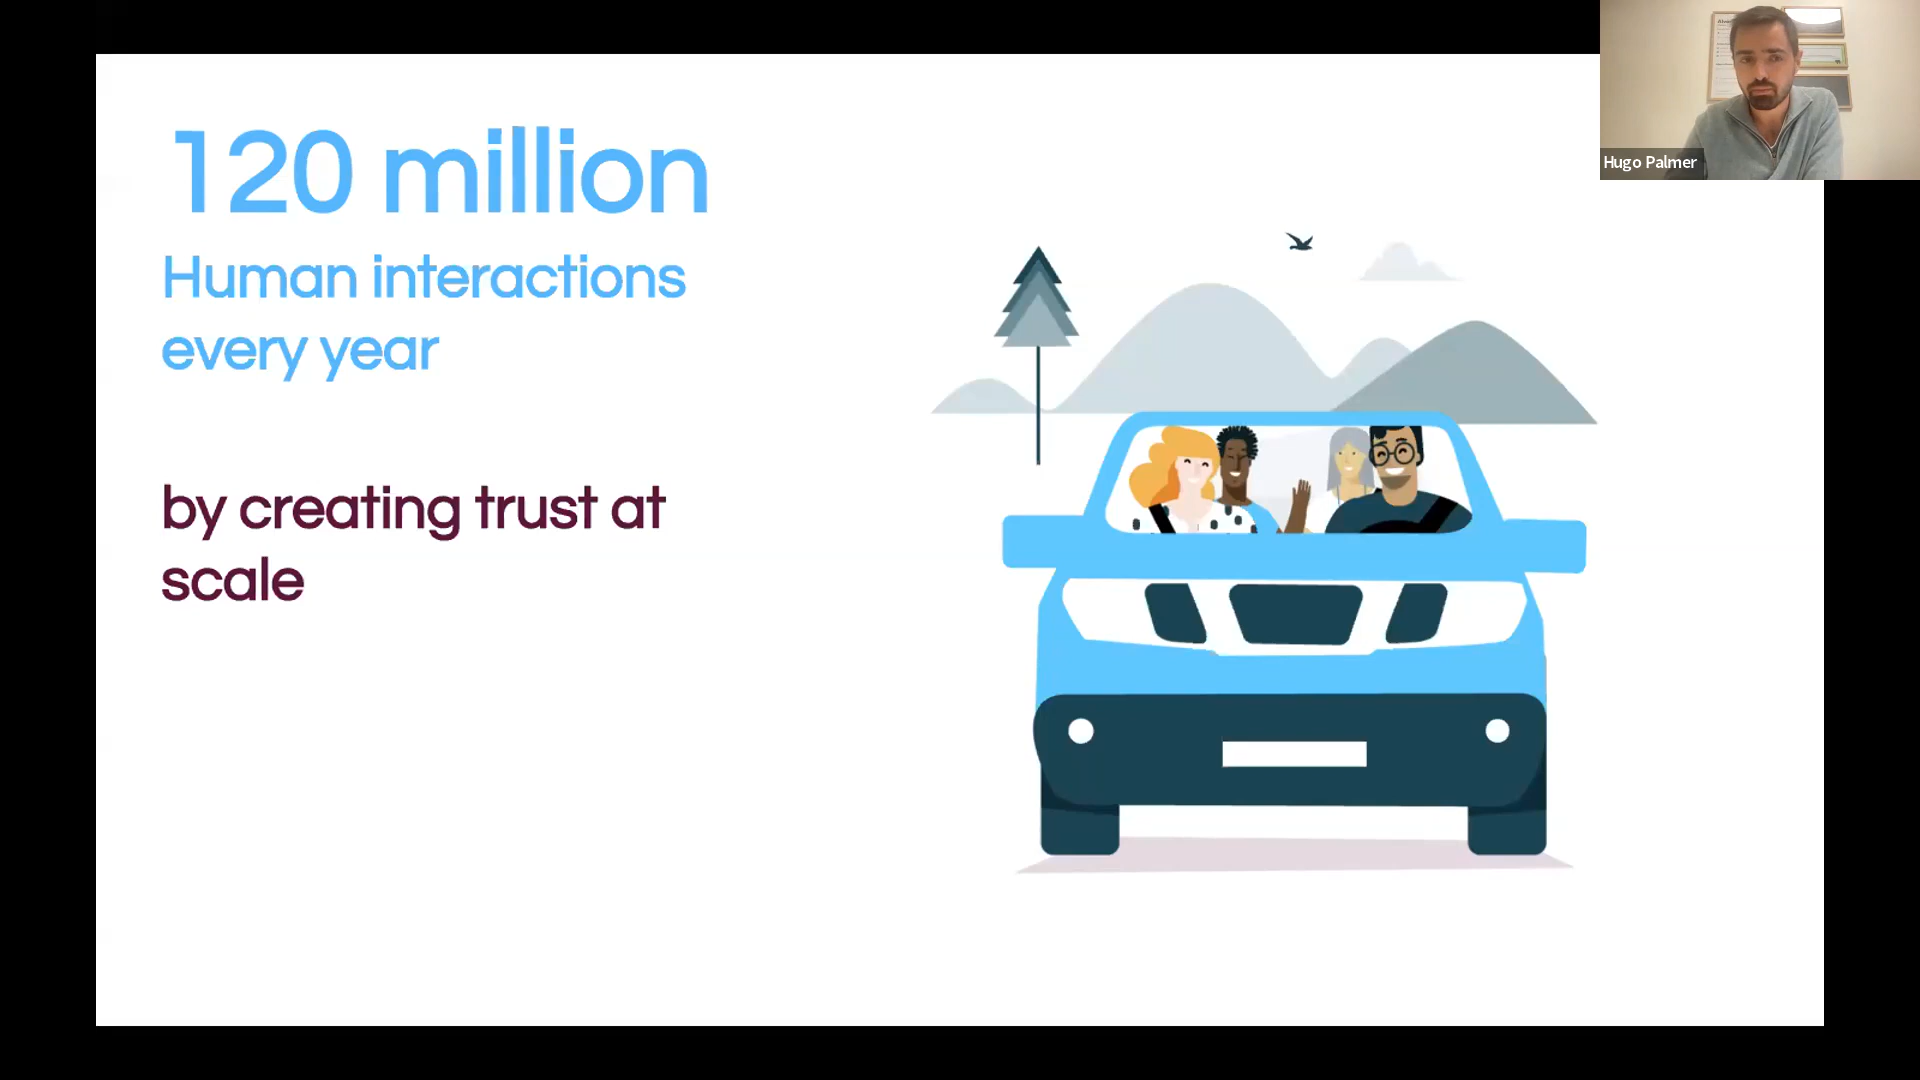 120 million
Human interactions
every year
by creating trust at
scale
Hugo Palmer